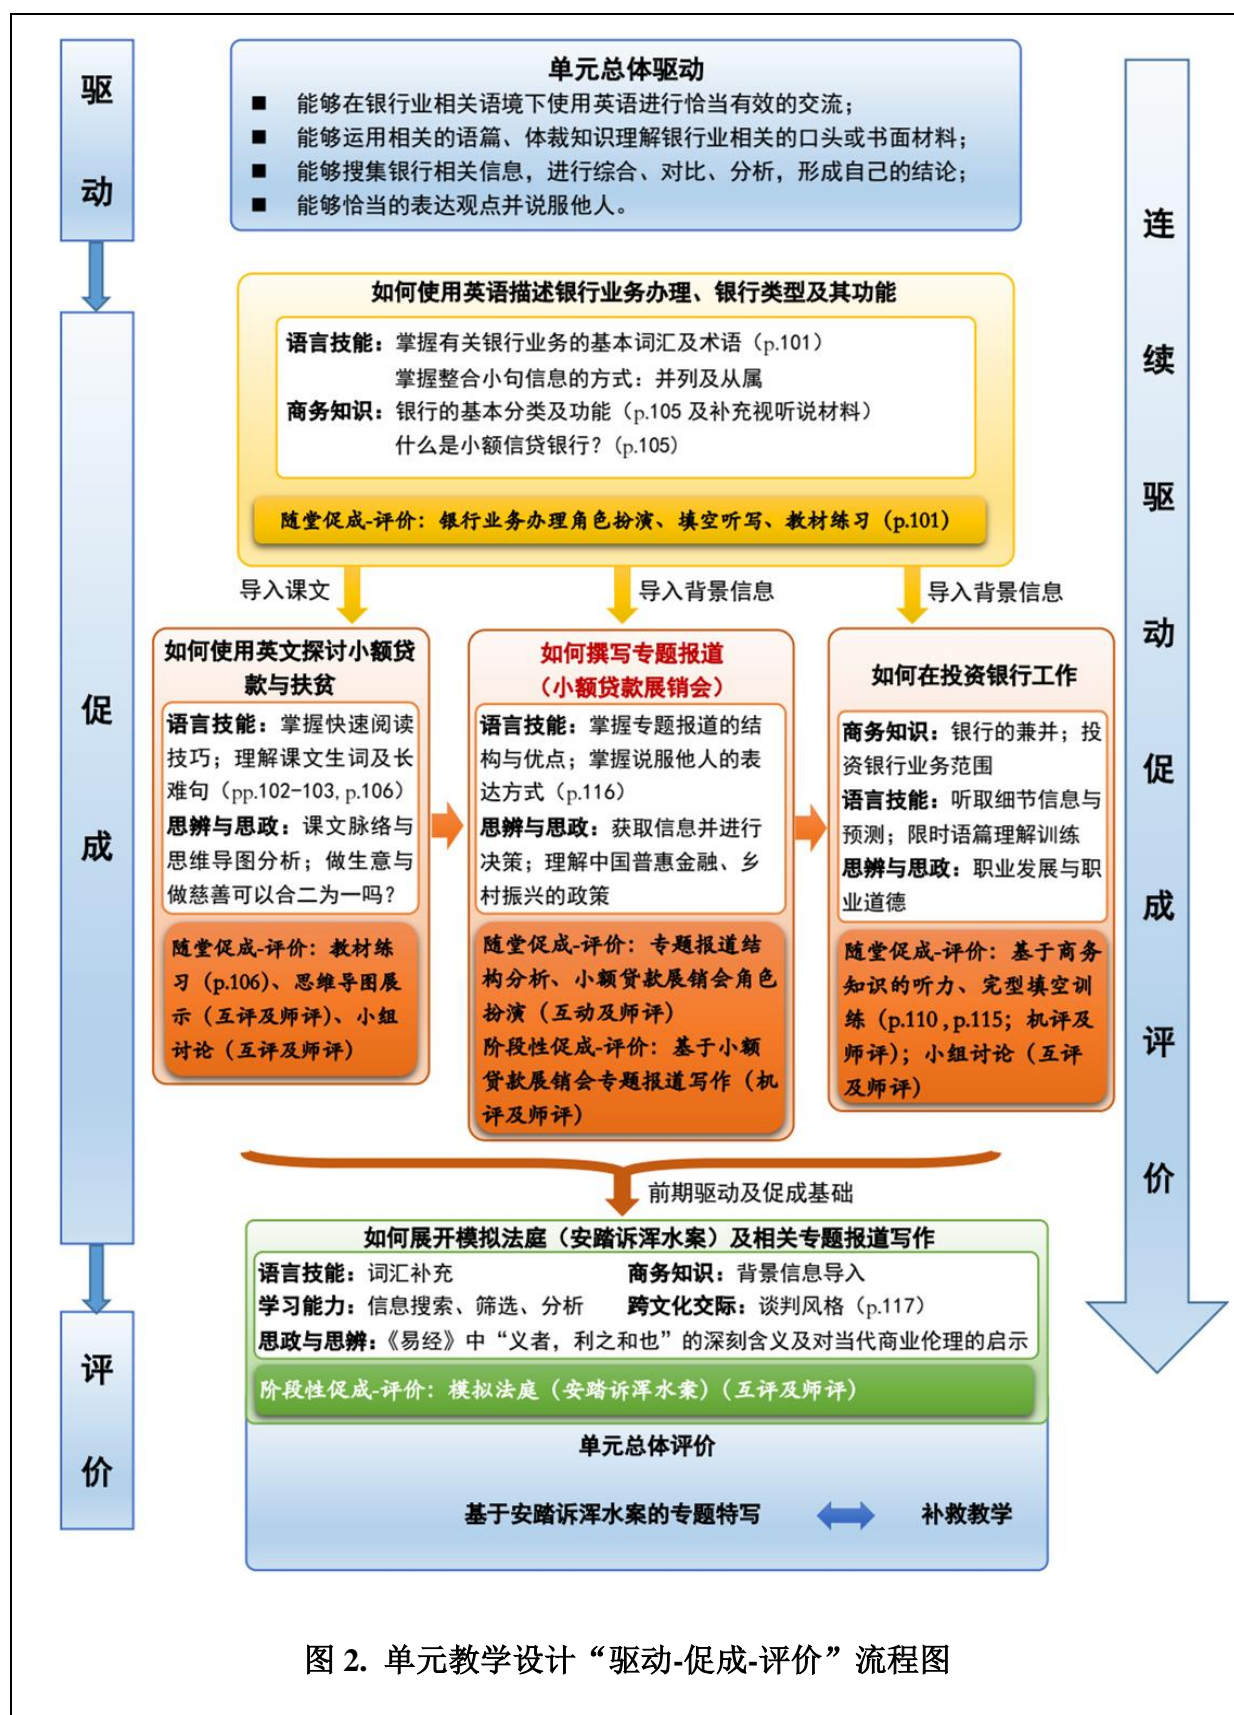 驱
动
单元总体驱动
■ 能够在银行业相关语境下使用英语进行恰当有效的交流；
■ 能够运用相关的语篇、体裁知识理解银行业相关的口头或书面材料；
■ 能够搜集银行相关信息，进行综合、对比、分析，形成自己的结论；
■ 能够恰当的表达观点并说服他人。
连
续
驱
动
促
成
评
价
促
成
如何使用英语描述银行业务办理、银行类型及其功能
语言技能：掌握有关银行业务的基本词汇及术语（p.101）
掌握整合小句信息的方式：并列及从属
商务知识：银行的基本分类及功能（p.105 及补充视听说材料）
什么是小额信贷银行？（p.105）
随堂促成-评价：银行业务办理角色扮演、填空听写、教材练习（p.101）
导入课文
导入背景信息
导入背景信息
如何使用英文探讨小额贷
款与扶贫
语言技能：掌握快速阅读
技巧；理解课文生词及长
难句（pp.102-103, p.106）
思辨与思政：课文脉络与
思维导图分析；做生意与
做慈善可以合二为一吗？
随堂促成-评价：教材练
习（p.106）、思维导图展
示（互评及师评）、小组
讨论（互评及师评）
如何撰写专题报道
（小额贷款展销会）
语言技能：掌握专题报道的结
构与优点；掌握说服他人的表
达方式（p.116）
思辨与思政：获取信息并进行
决策；理解中国普惠金融、乡
村振兴的政策
随堂促成-评价：专题报道结
构分析、小额贷款展销会角色
扮演（互动及师评）
阶段性促成-评价：基于小额
贷款展销会专题报道写作（机
评及师评）
如何在投资银行工作
商务知识：银行的兼并；投
资银行业务范围
语言技能：听取细节信息与
预测；限时语篇理解训练
思辨与思政：职业发展与职
业道德
随堂促成-评价：基于商务
知识的听力、完型填空训
练（p.110，p.115；机评及
师评）；小组讨论（互评
及师评）
前期驱动及促成基础
如何展开模拟法庭（安踏诉浑水案）及相关专题报道写作
语言技能：词汇补充
商务知识：背景信息导入
学习能力：信息搜索、筛选、分析
跨文化交际：谈判风格（p.117）
思政与思辨：《易经》中“义者，利之和也”的深刻含义及对当代商业伦理的启示
阶段性促成-评价：模拟法庭（安踏诉浑水案）（互评及师评）
评
价
单元总体评价
基于安踏诉浑水案的专题特写
补救教学
图 2. 单元教学设计“驱动-促成-评价”流程图